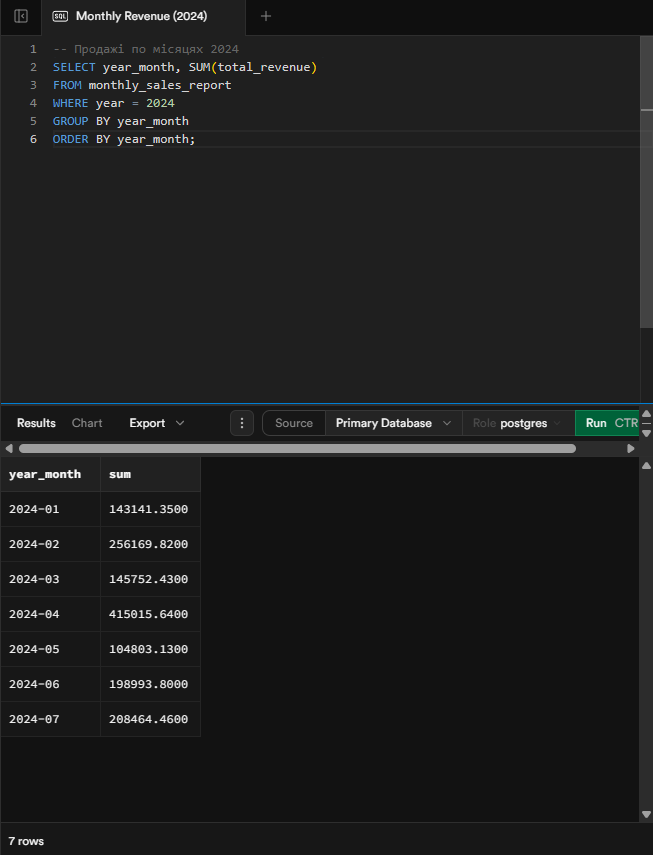 SQL Monthly Revenue (2024) +
1 -- Продажі по місяцях 2024
2 SELECT year_month, SUM(total_revenue)
3 FROM monthly_sales_report
4 WHERE year = 2024
5 GROUP BY year_month
6 ORDER BY year_month;
Results Chart Export Source Primary Database Role postgres Run CTR
year_month sum
2024-01 143141.3500
2024-02 256169.8200
2024-03 145752.4300
2024-04 415015.6400
2024-05 104803.1300
2024-06 198993.8000
2024-07 208464.4600
7 rows